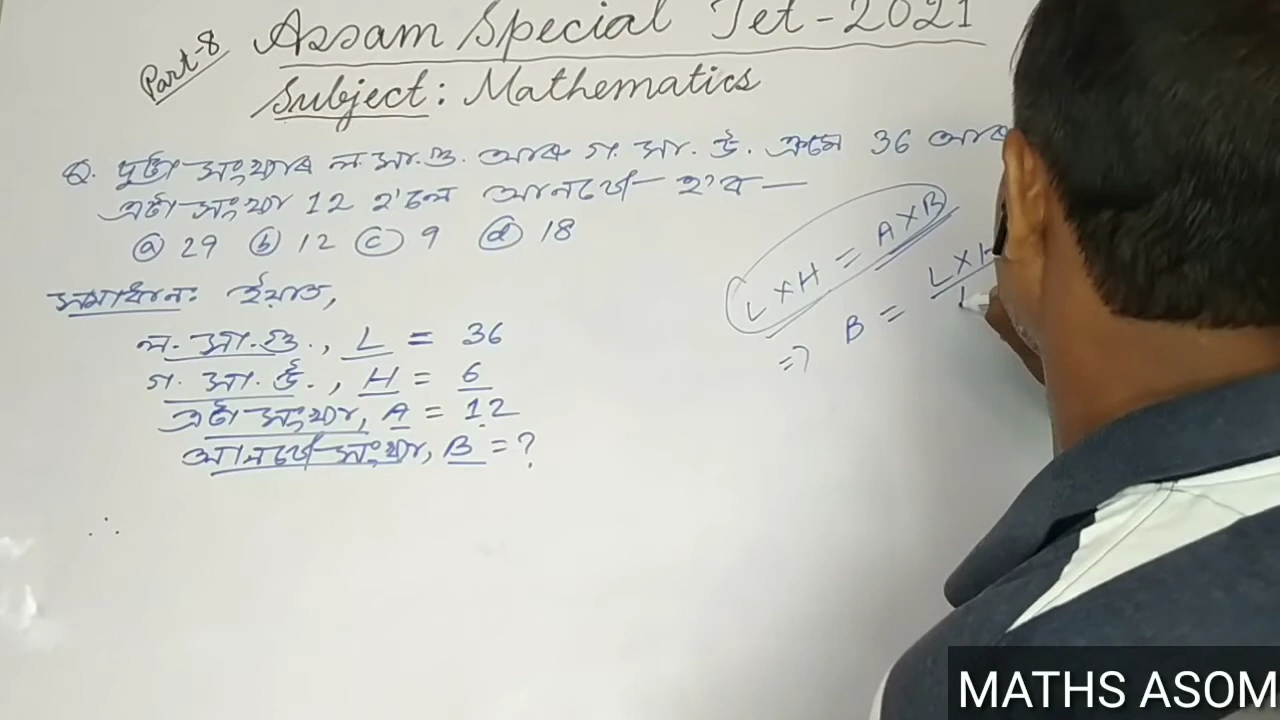 Part-8
Assam Special Tet-2021
Subject: Mathematics
Q. দুটা সংখ্যাৰ ল.সা.গু. আৰু গ.সা.উ. ক্ৰমে 36 আৰু
এটা সংখ্যা 12 হ'লে আনটো হ'ব—
ⓐ 29 ⓑ 12 ⓒ 9 ⓓ 18
সমাধান: ইয়াত,
ল.সা.গু., L = 36
গ.সা.উ., H = 6
এটা সংখ্যা, A = 12
আনটো সংখ্যা, B = ?
∴
L×H = A×B
=> B = L×H
MATHS ASOM